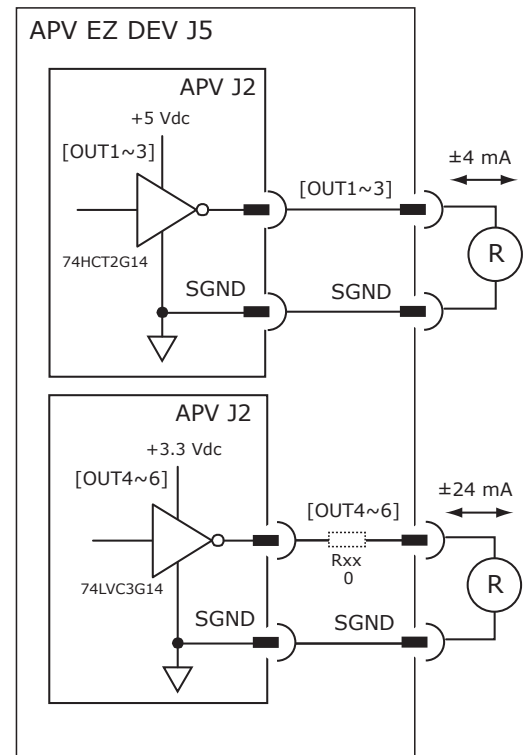 APV EZ DEV J5
APV J2
+5 Vdc
[OUT1~3]
[OUT1~3]
±4 mA
74HCT2G14
R
SGND
SGND
APV J2
+3.3 Vdc
[OUT4~6]
[OUT4~6]
±24 mA
Rxx
0
74LVC3G14
R
SGND
SGND